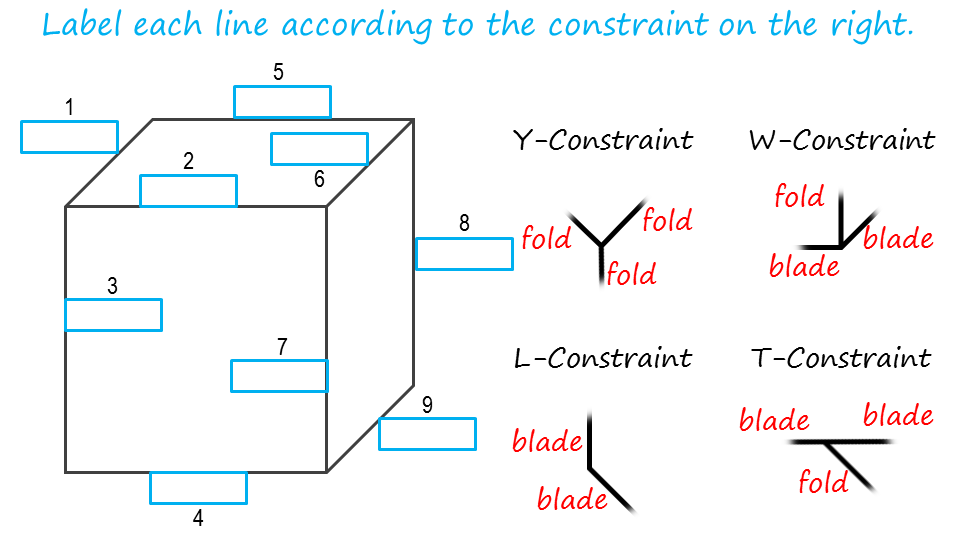 Label each line according to the constraint on the right.
5
1
2
6
8
3
7
9
4
Y-Constraint
fold
fold
fold
W-Constraint
fold
blade
blade
L-Constraint
blade
blade
T-Constraint
blade
blade
fold